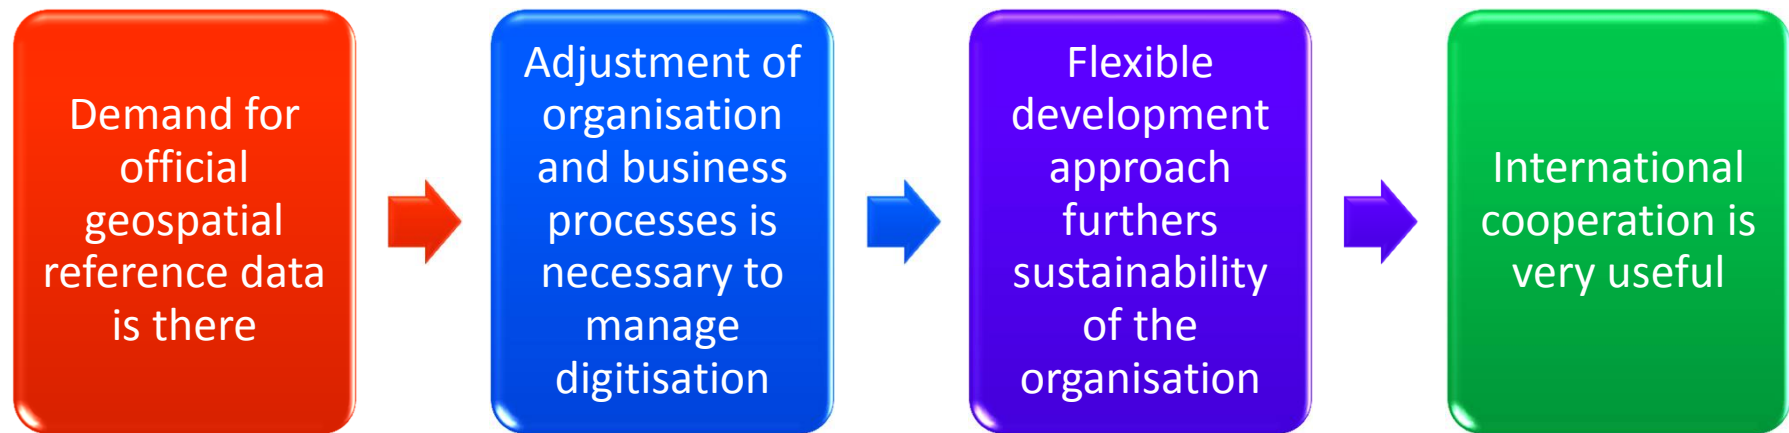 Demand for
official
geospatial
reference data
is there
Adjustment of
organisation
and business
processes is
necessary to
manage
digitisation
Flexible
development
approach
furthers
sustainability
of the
organisation
International
cooperation is
very useful